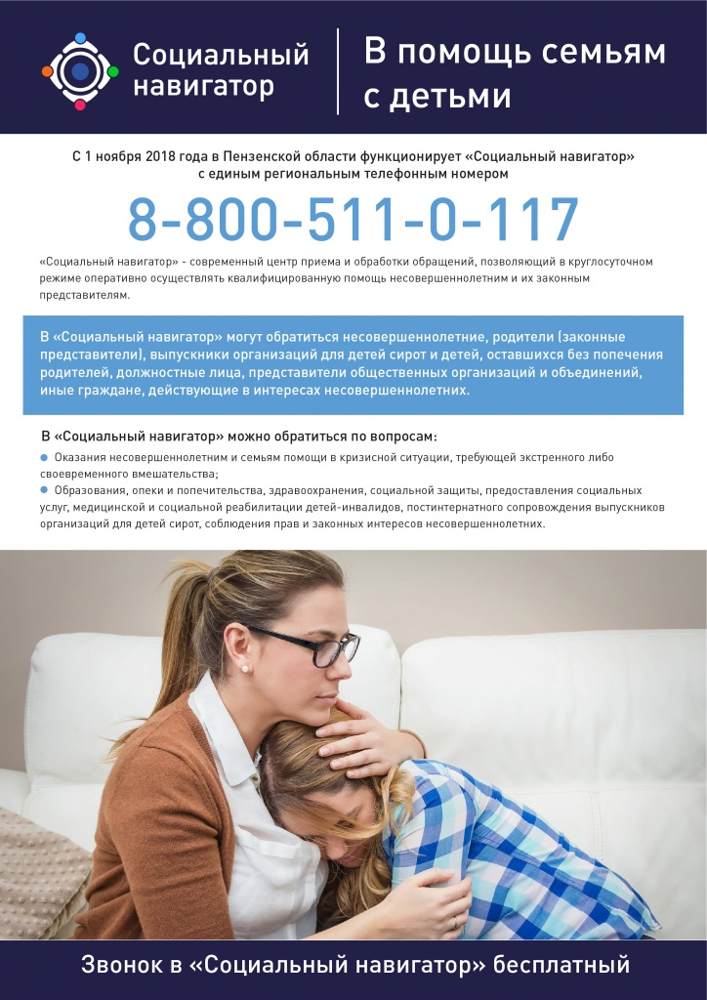 Социальный
навигатор
В помощь семьям
с детьми
С 1 ноября 2018 года в Пензенской области функционирует «Социальный навигатор»
с единым региональным телефонным номером
8-800-511-0-117
«Социальный навигатор» - современный центр приема и обработки обращений, позволяющий в круглосуточном
режиме оперативно осуществлять квалифицированную помощь несовершеннолетним и их законным
представителям.
В «Социальный навигатор» могут обратиться несовершеннолетние, родители (законные
представители), выпускники организаций для детей сирот и детей, оставшихся без попечения
родителей, должностные лица, представители общественных организаций и объединений,
иные граждане, действующие в интересах несовершеннолетних.
В «Социальный навигатор» можно обратиться по вопросам:
● Оказания несовершеннолетним и семьям помощи в кризисной ситуации, требующей экстренного либо
своевременного вмешательства;
● Образования, опеки и попечительства, здравоохранения, социальной защиты, предоставления социальных
услуг, медицинской и социальной реабилитации детей-инвалидов, постинтернатного сопровождения выпускников
организаций для детей сирот, соблюдения прав и законных интересов несовершеннолетних.
Звонок в «Социальный навигатор» бесплатный